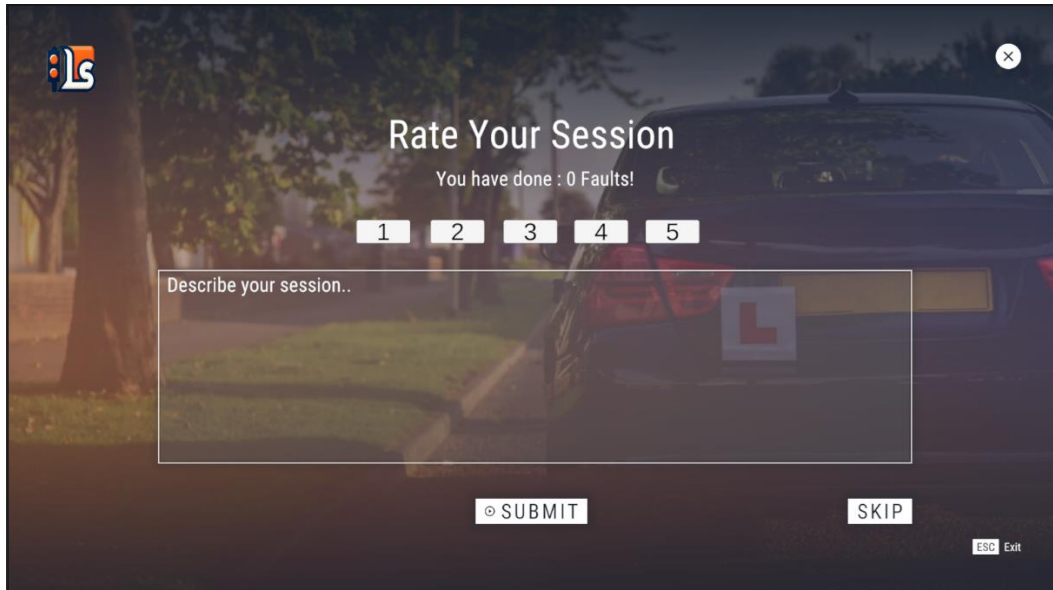 Ls
Rate Your Session
You have done : 0 Faults!
1 2 3 4 5
Describe your session..
L
SUBMIT
SKIP
ESC Exit